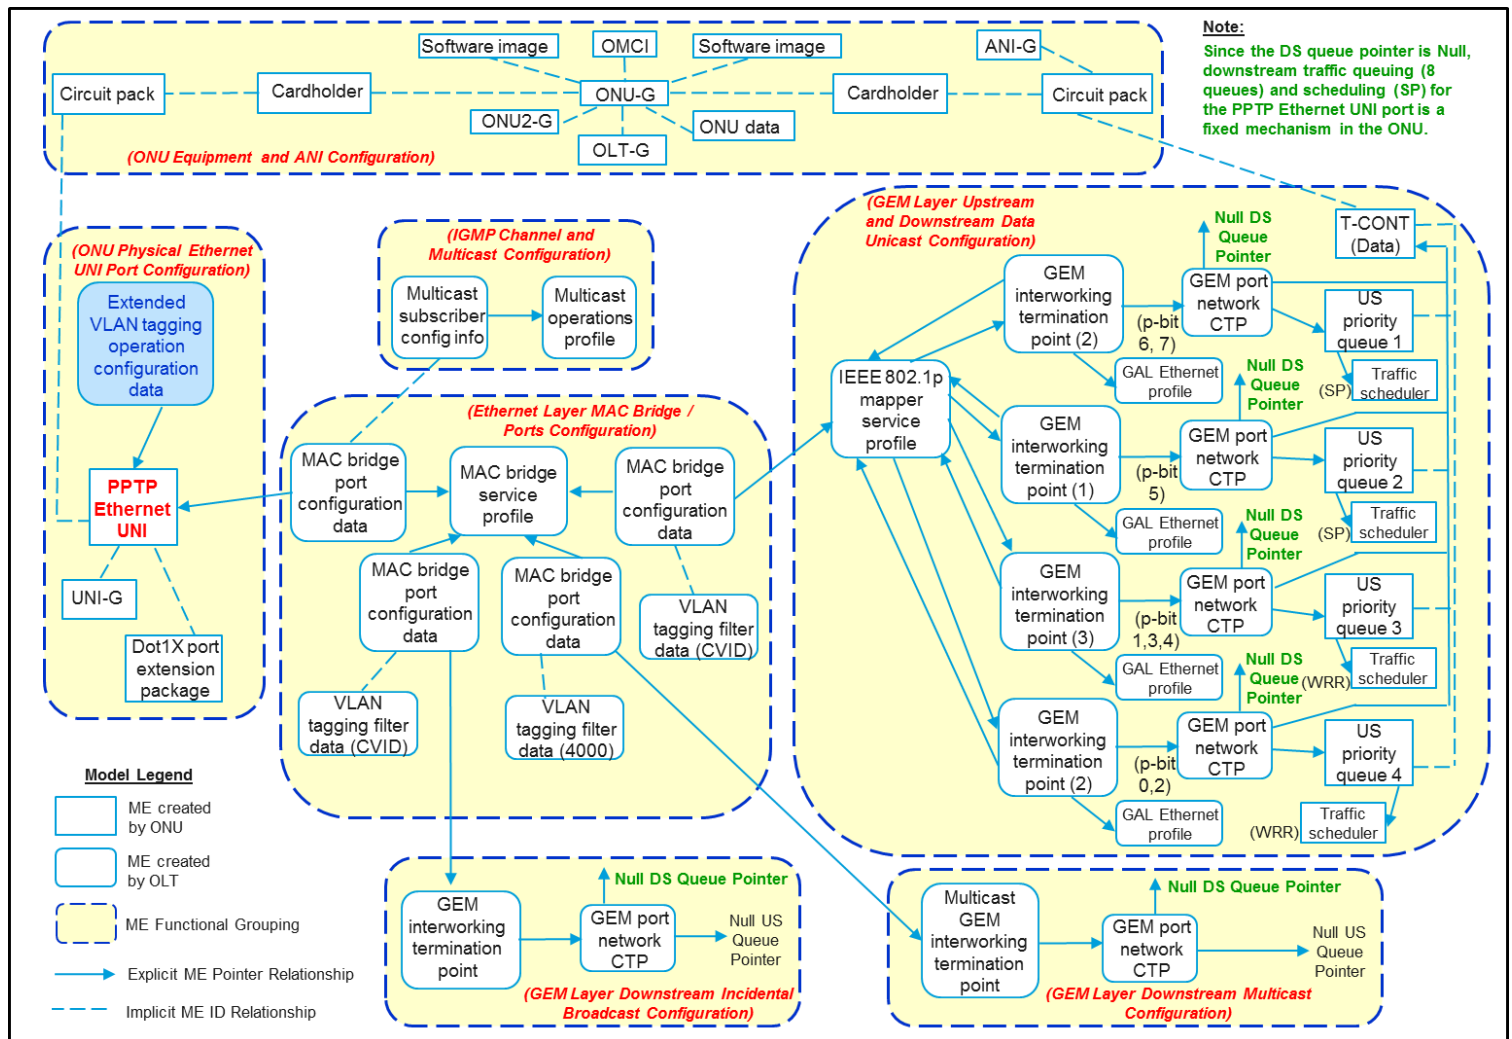 Software image
OMCI
Software image
ANI-G
Circuit pack
Cardholder
ONU-G
Cardholder
Circuit pack
ONU2-G
ONU data
OLT-G
(ONU Equipment and ANI Configuration)
Note:
Since the DS queue pointer is Null,
downstream traffic queuing (8
queues) and scheduling (SP) for
the PPTP Ethernet UNI port is a
fixed mechanism in the ONU.
(ONU Physical Ethernet
UNI Port Configuration)
Extended
VLAN tagging
operation
configuration
data
PPTP
Ethernet
UNI
UNI-G
Dot1X port
extension
package
(IGMP Channel and
Multicast Configuration)
Multicast
subscriber
config info
Multicast
operations
profile
(Ethernet Layer MAC Bridge /
Ports Configuration)
MAC bridge
port
configuration
data
MAC bridge
service
profile
MAC bridge
port
configuration
data
MAC bridge
port
configuration
data
MAC bridge
port
configuration
data
VLAN
tagging filter
data (CVID)
VLAN
tagging filter
data (CVID)
VLAN
tagging filter
data (4000)
(GEM Layer Upstream
and Downstream Data
Unicast Configuration)
Null DS
Queue
Pointer
T-CONT
(Data)
GEM
interworking
termination
point (2)
(p-bit
6, 7)
GEM port
network
CTP
US
priority
queue 1
GAL Ethernet
profile
Null DS
Queue
Pointer
(SP)
Traffic
scheduler
IEEE 802.1p
mapper
service
profile
GEM
interworking
termination
point (1)
(p-bit
5)
GEM port
network
CTP
US
priority
queue 2
GAL Ethernet
profile
Null DS
Queue
Pointer
(SP)
Traffic
scheduler
GEM
interworking
termination
point (3)
(p-bit
1,3,4)
GEM port
network
CTP
US
priority
queue 3
GAL Ethernet
profile
Null DS
Queue
Pointer
(WRR)
Traffic
scheduler
GEM
interworking
termination
point (2)
(p-bit
0,2)
GEM port
network
CTP
US
priority
queue 4
GAL Ethernet
profile
(WRR)
Traffic
scheduler
Model Legend
ME created
by ONU
ME created
by OLT
ME Functional Grouping
Explicit ME Pointer Relationship
Implicit ME ID Relationship
Null DS Queue Pointer
GEM
interworking
termination
point
GEM port
network
CTP
Null US
Queue
Pointer
(GEM Layer Downstream Incidental
Broadcast Configuration)
Null DS Queue Pointer
Multicast
GEM
interworking
termination
point
GEM port
network
CTP
Null US
Queue
Pointer
(GEM Layer Downstream Multicast
Configuration)